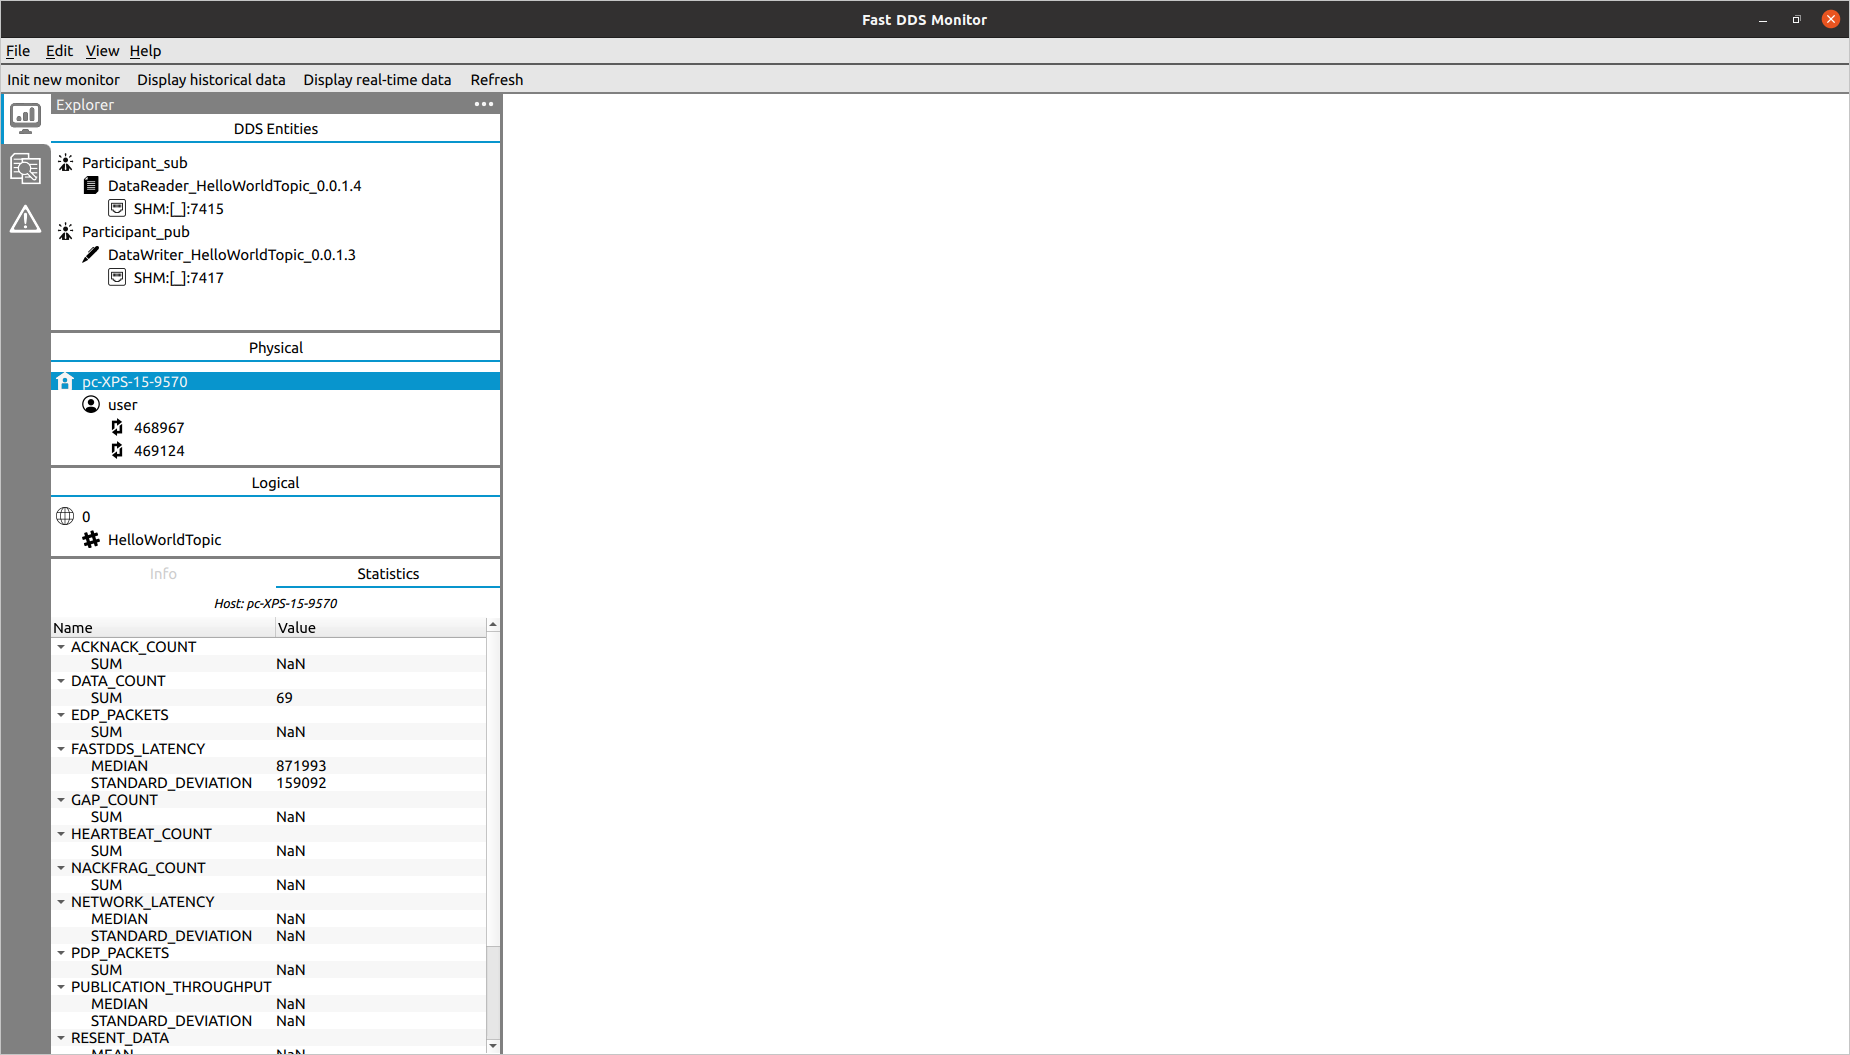 Fast DDS Monitor
File Edit View Help
Init new monitor Display historical data Display real-time data Refresh
Explorer
DDS Entities
Participant_sub
DataReader_HelloWorldTopic_0.0.1.4
SHM:[_]:7415
Participant_pub
DataWriter_HelloWorldTopic_0.0.1.3
SHM:[_]:7417
Physical
pc-XPS-15-9570
user
468967
469124
Logical
0
HelloWorldTopic
Info Statistics
Host: pc-XPS-15-9570
Name Value
ACKNACK_COUNT
SUM NaN
DATA_COUNT
SUM 69
EDP_PACKETS
SUM NaN
FASTDDS_LATENCY
MEDIAN 871993
STANDARD_DEVIATION 159092
GAP_COUNT
SUM NaN
HEARTBEAT_COUNT
SUM NaN
NACKFRAG_COUNT
SUM NaN
NETWORK_LATENCY
MEDIAN NaN
STANDARD_DEVIATION NaN
PDP_PACKETS
SUM NaN
PUBLICATION_THROUGHPUT
MEDIAN NaN
STANDARD_DEVIATION NaN
RESENT_DATA
MEAN NaN